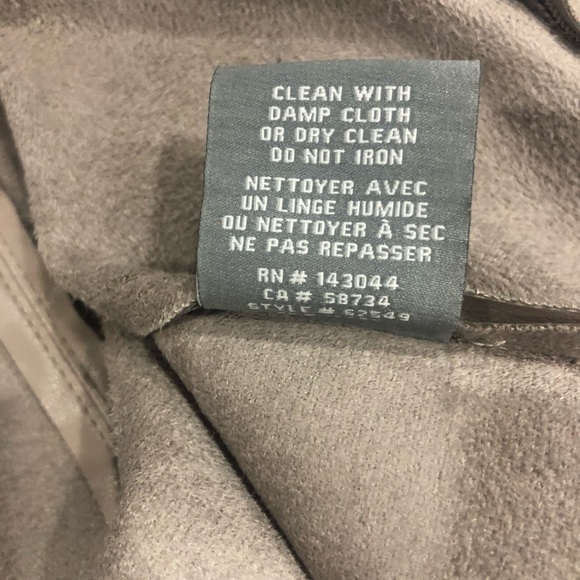 CLEAN WITH
DAMP CLOTH
OR DRY CLEAN
DO NOT IRON
NETTOYER AVEC
UN LINGE HUMIDE
OU NETTOYER À SEC
NE PAS REPASSER
RN # 143044
CA # 58734
STYLE # 52549